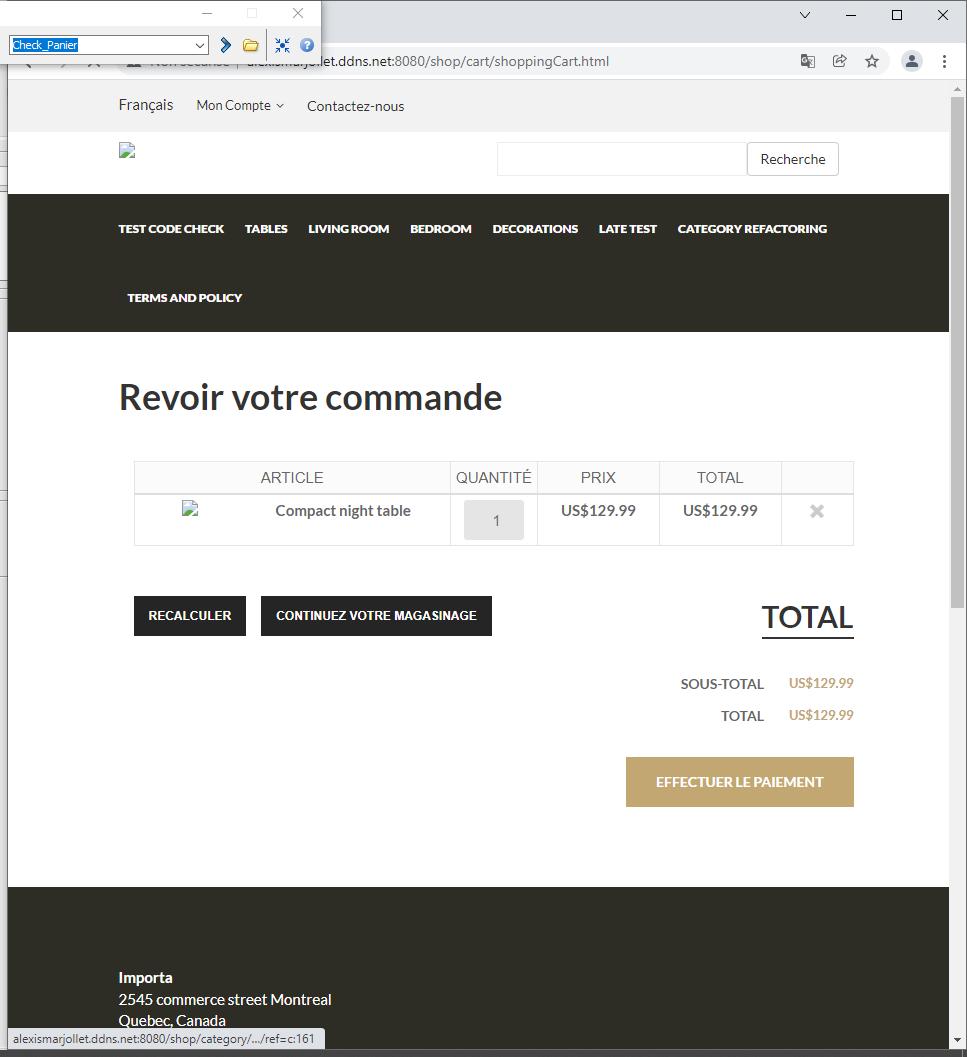 Check_Panier
alexismarjollet.ddns.net:8080/shop/cart/shoppingCart.html
Français Mon Compte Contactez-nous
Recherche
TEST CODE CHECK TABLES LIVING ROOM BEDROOM DECORATIONS LATE TEST CATEGORY REFACTORING
TERMS AND POLICY
Revoir votre commande
ARTICLE QUANTITÉ PRIX TOTAL
Compact night table 1 US$129.99 US$129.99
RECALCULER CONTINUEZ VOTRE MAGASINAGE TOTAL
SOUS-TOTAL US$129.99
TOTAL US$129.99
EFFECTUER LE PAIEMENT
Importa
2545 commerce street Montreal
Quebec, Canada
alexismarjollet.ddns.net:8080/shop/category/.../ref=c:161